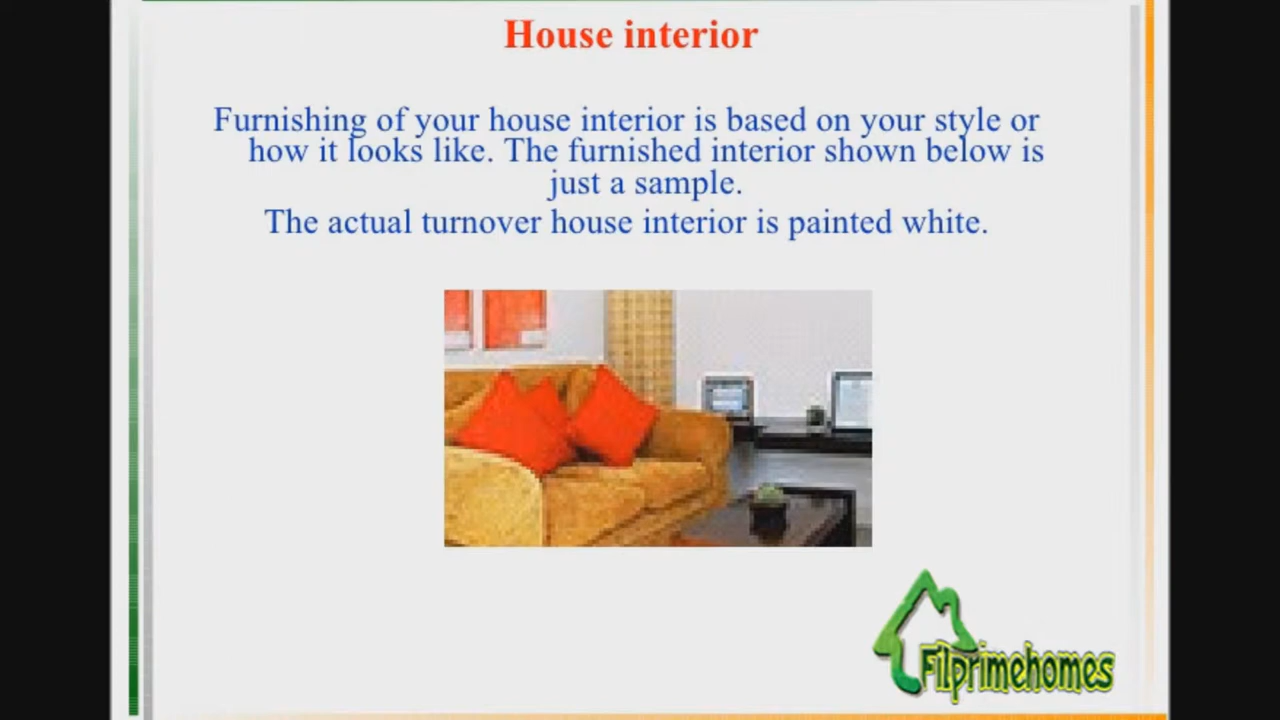 House interior
Furnishing of your house interior is based on your style or
how it looks like. The furnished interior shown below is
just a sample.
The actual turnover house interior is painted white.
Filprimehomes